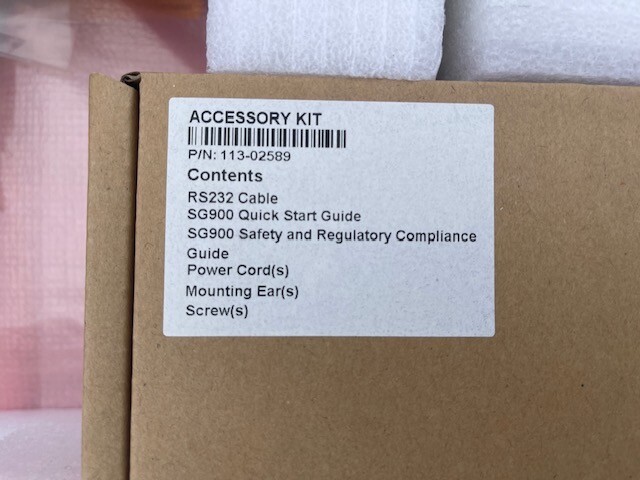 ACCESSORY KIT
P/N: 113-02589
Contents
RS232 Cable
SG900 Quick Start Guide
SG900 Safety and Regulatory Compliance
Guide
Power Cord(s)
Mounting Ear(s)
Screw(s)